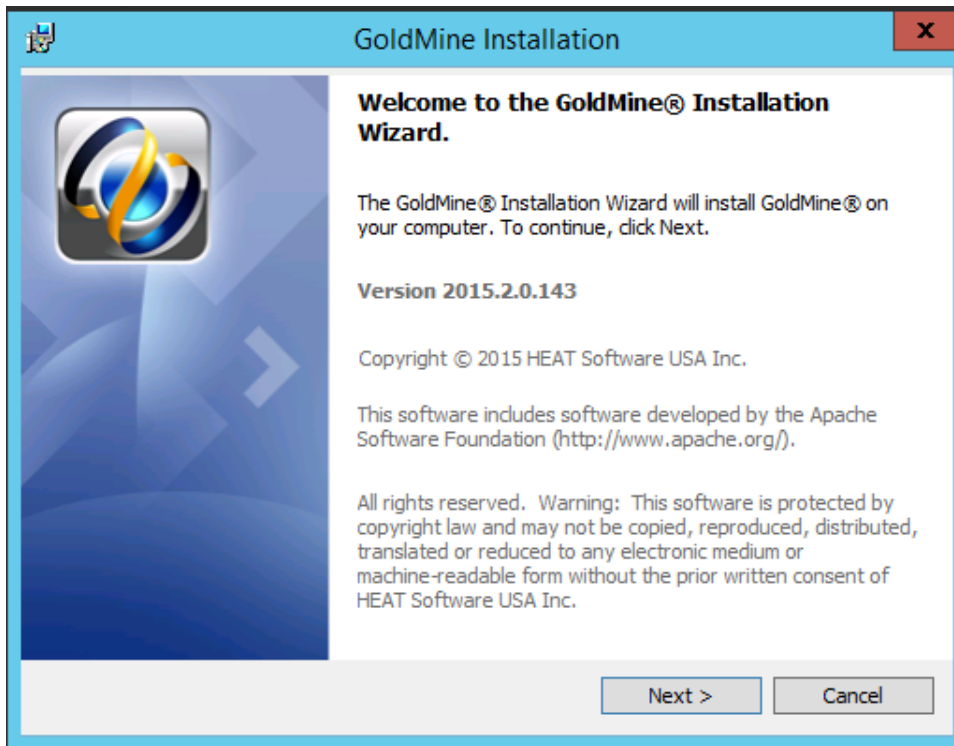 GoldMine Installation
x
Welcome to the GoldMine® Installation
Wizard.
The GoldMine® Installation Wizard will install GoldMine® on
your computer. To continue, click Next.
Version 2015.2.0.143
Copyright © 2015 HEAT Software USA Inc.
This software includes software developed by the Apache
Software Foundation (http://www.apache.org/).
All rights reserved.  Warning:  This software is protected by
copyright law and may not be copied, reproduced, distributed,
translated or reduced to any electronic medium or
machine-readable form without the prior written consent of
HEAT Software USA Inc.
Next >
Cancel